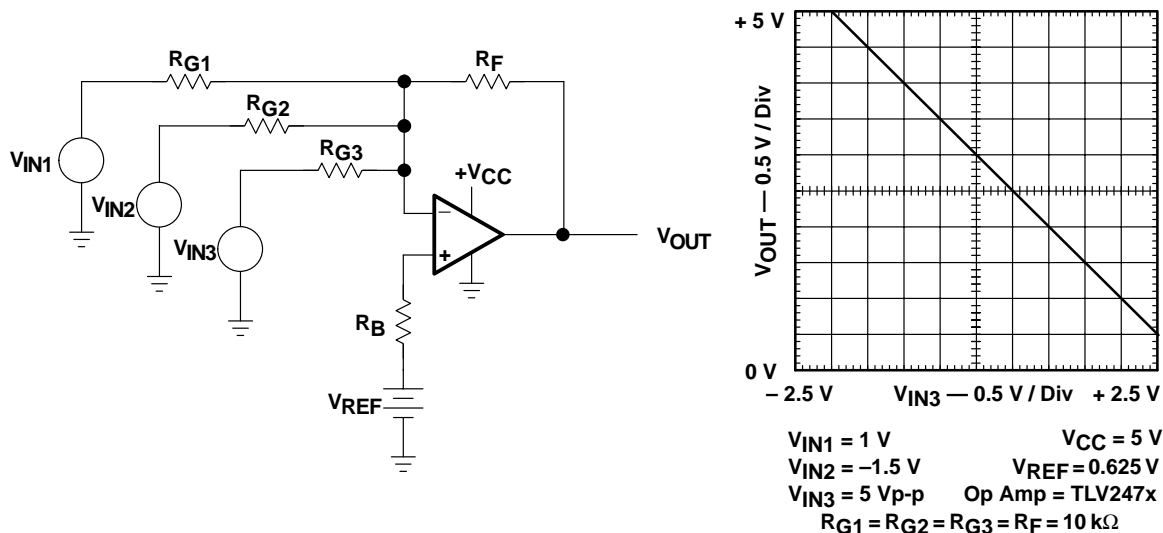 RG1
RF
RG2
RG3
VIN1
VIN2
VIN3
+VCC
–
+
VOUT
RB
VREF
+ 5 V
VOUT — 0.5 V / Div
0 V
– 2.5 V
VIN3 — 0.5 V / Div
+ 2.5 V
VIN1 = 1 V
VCC = 5 V
VIN2 = –1.5 V
VREF = 0.625 V
VIN3 = 5 Vp-p
Op Amp = TLV247x
RG1 = RG2 = RG3 = RF = 10 kΩ